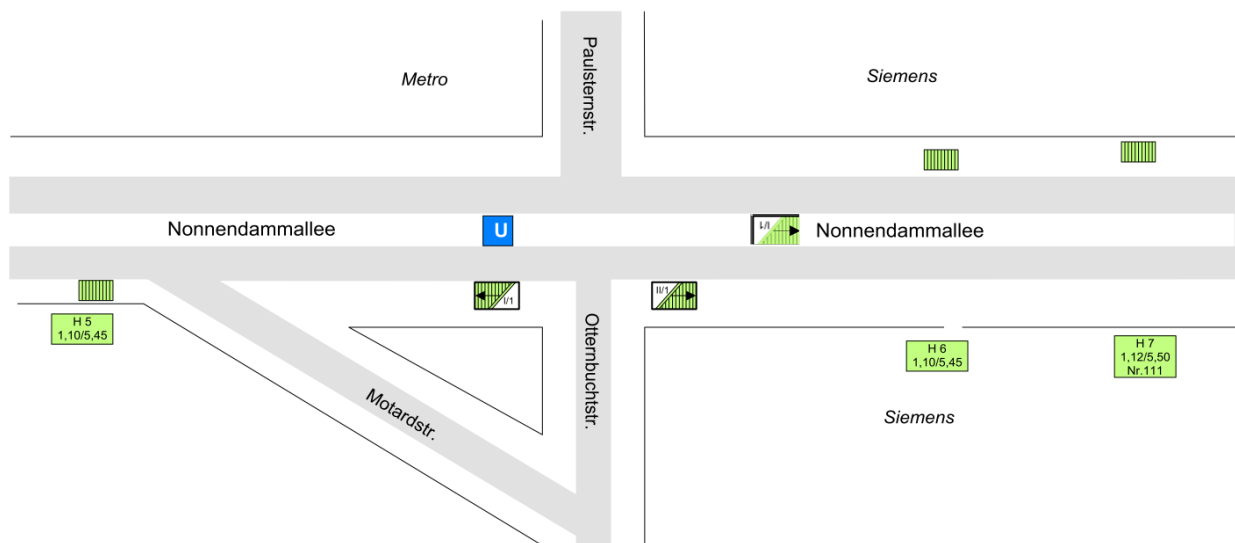 Metro
Paulsternstr.
Siemens
Nonnendammallee
U
I/1
Nonnendammallee
I/1
II/1
H 5
1,10/5,45
Otternbuchtstr.
H 6
1,10/5,45
H 7
1,12/5,50
Nr.111
Motardstr.
Siemens